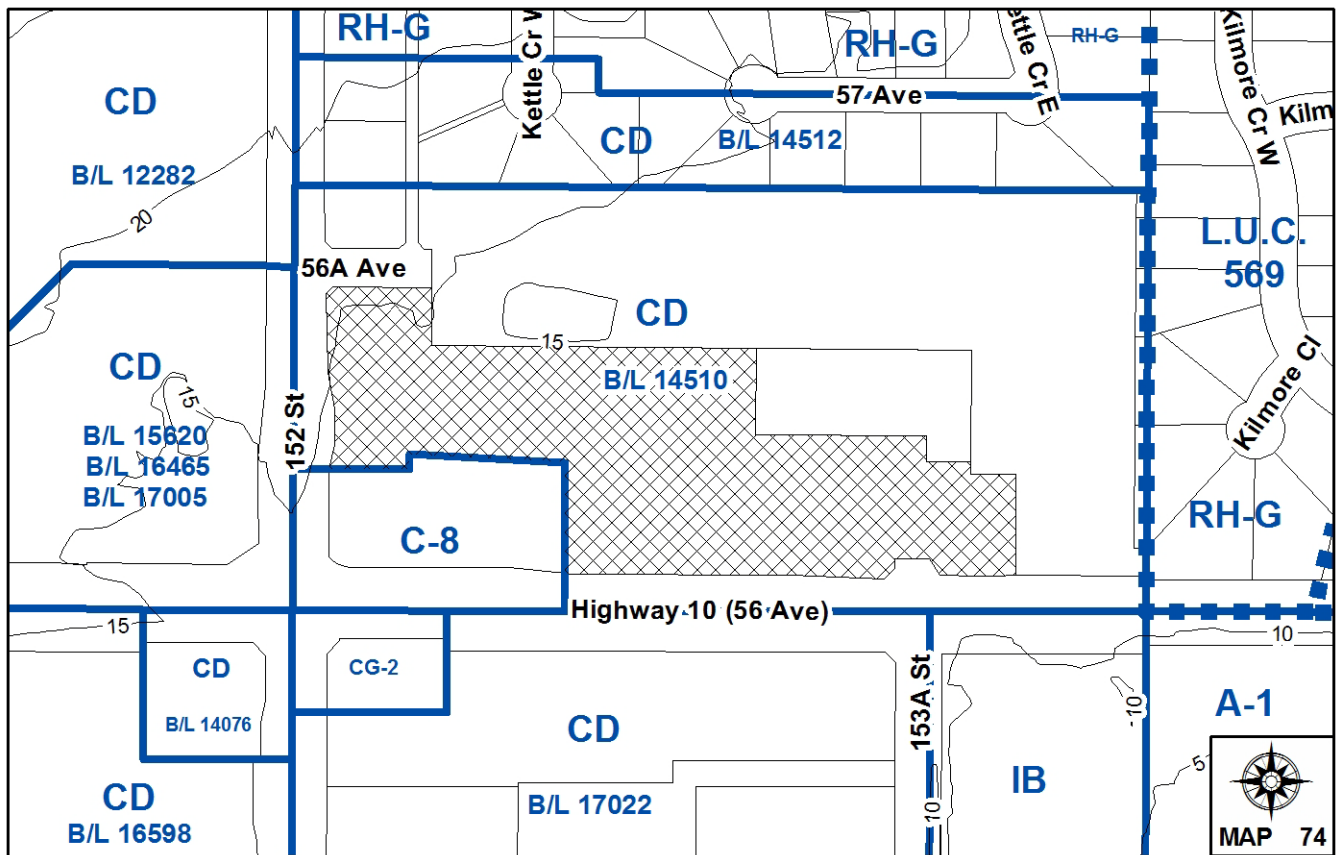 RH-G
Kettle Cr W
RH-G
ettle Cr E
RH-G
Kilmore Cr W
Kilm
CD
57 Ave
CD
B/L 14512
B/L 12282
20
L.U.C.
569
56A Ave
CD
15
B/L 14510
CD
15
B/L 15620
B/L 16465
B/L 17005
152 St
Kilmore Cl
C-8
RH-G
Highway 10 (56 Ave)
15
10
CD
B/L 14076
CG-2
CD
153A St
10
A-1
IB
5
CD
B/L 16598
B/L 17022
10
MAP 74